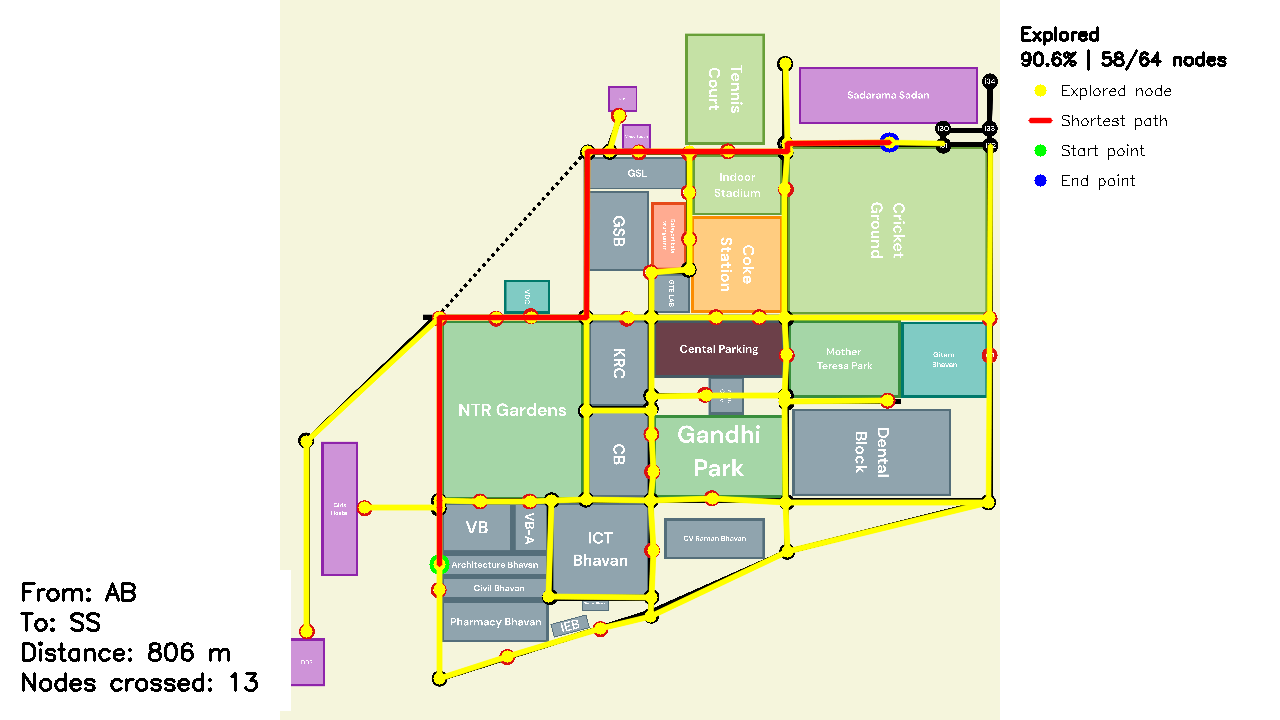 Explored
90.6% | 58/64 nodes
Explored node
Shortest path
Start point
End point
Tennis
Court
Sadarama Sadan
134
130
133
GSL
Indoor
Stadium
GSB
Coke
Station
Cricket
Ground
VDC
GTE LAB
KRC
Cental Parking
Mother
Teresa Park
Gitam
Bhavan
NTR Gardens
CB
Gandhi
Park
Dental
Block
Girls
VB
VB-A
ICT
Bhavan
CV Raman Bhavan
Architecture Bhavan
Civil Bhavan
Pharmacy Bhavan
IEB
From: AB
To: SS
Distance: 806 m
Nodes crossed: 13